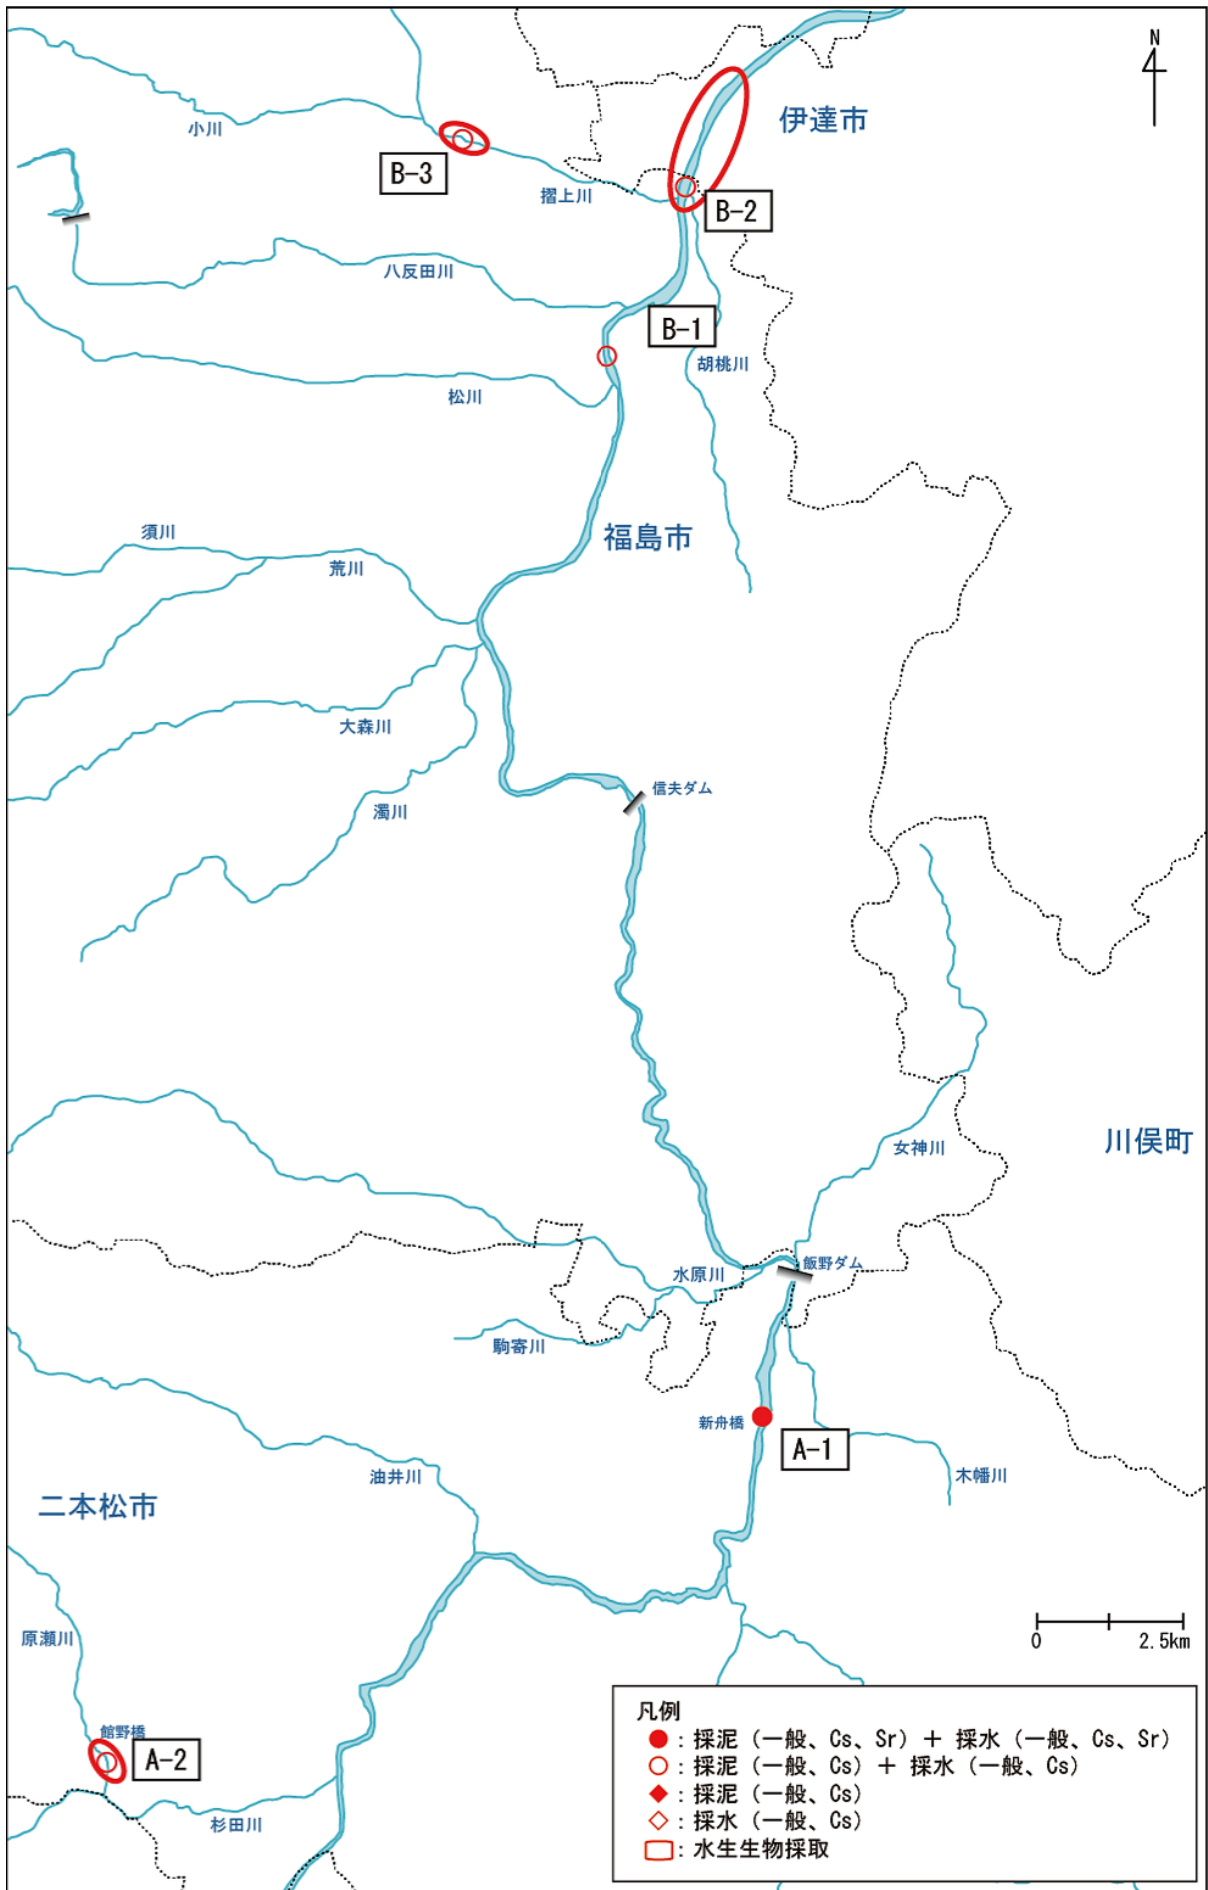 N
伊達市
小川
B-3
摺上川
B-2
八反田川
B-1
胡桃川
松川
須川
福島市
荒川
大森川
信夫ダム
濁川
川俣町
女神川
飯野ダム
水原川
駒寄川
新舟橋
A-1
油井川
木幡川
二本松市
原瀬川
0 2.5km
館野橋
A-2
杉田川
凡例
：採泥（一般、Cs、Sr）＋ 採水（一般、Cs、Sr）
：採泥（一般、Cs）＋ 採水（一般、Cs）
：採泥（一般、Cs）
：採水（一般、Cs）
：水生生物採取